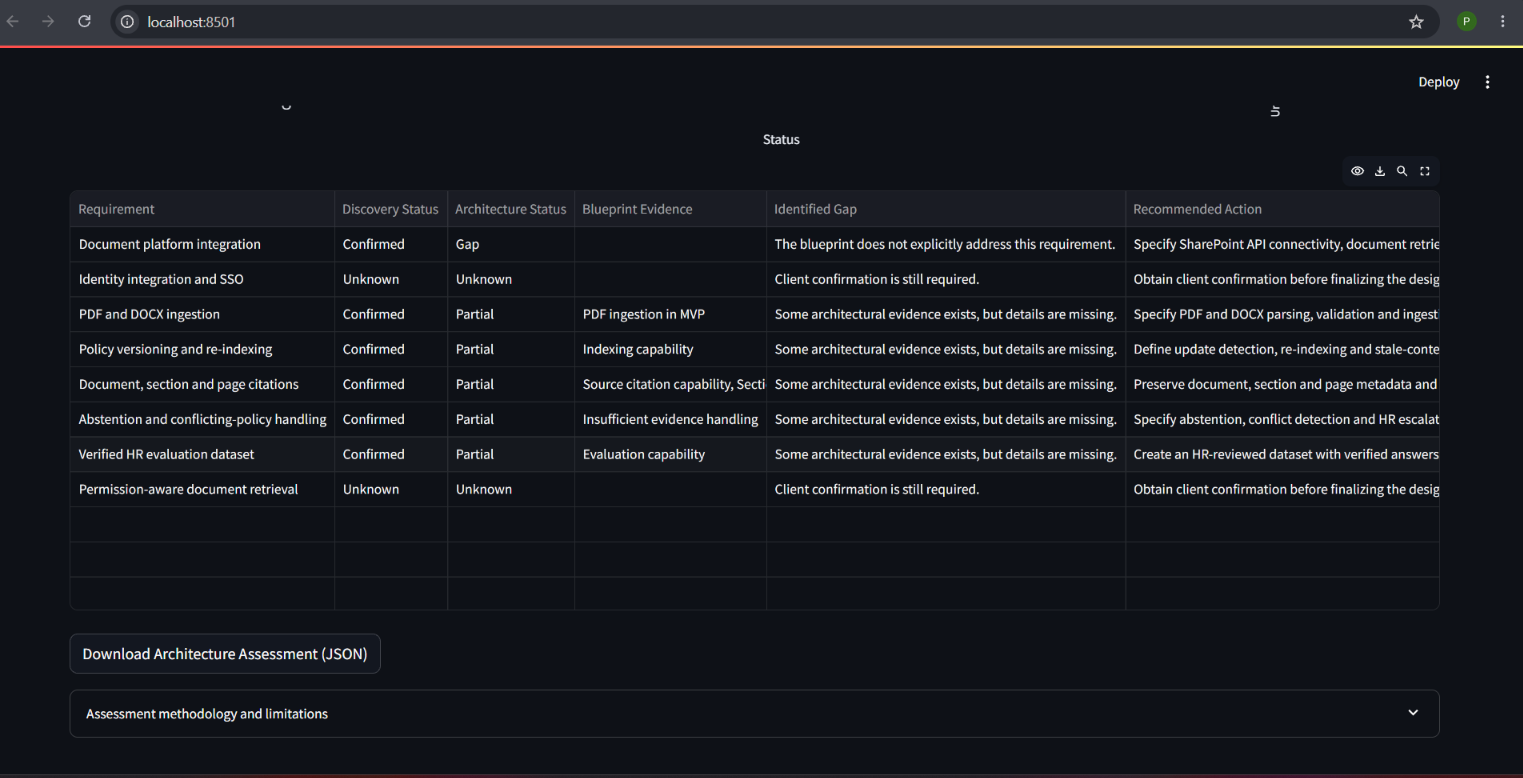 localhost:8501
P
Deploy
Status
Requirement Discovery Status Architecture Status Blueprint Evidence Identified Gap Recommended Action
Document platform integration Confirmed Gap The blueprint does not explicitly address this requirement. Specify SharePoint API connectivity, document retrie
Identity integration and SSO Unknown Unknown Client confirmation is still required. Obtain client confirmation before finalizing the desig
PDF and DOCX ingestion Confirmed Partial PDF ingestion in MVP Some architectural evidence exists, but details are missing. Specify PDF and DOCX parsing, validation and ingest
Policy versioning and re-indexing Confirmed Partial Indexing capability Some architectural evidence exists, but details are missing. Define update detection, re-indexing and stale-conte
Document, section and page citations Confirmed Partial Source citation capability, Secti Some architectural evidence exists, but details are missing. Preserve document, section and page metadata and
Abstention and conflicting-policy handling Confirmed Partial Insufficient evidence handling Some architectural evidence exists, but details are missing. Specify abstention, conflict detection and HR escalat
Verified HR evaluation dataset Confirmed Partial Evaluation capability Some architectural evidence exists, but details are missing. Create an HR-reviewed dataset with verified answers
Permission-aware document retrieval Unknown Unknown Client confirmation is still required. Obtain client confirmation before finalizing the desig
Download Architecture Assessment (JSON)
Assessment methodology and limitations